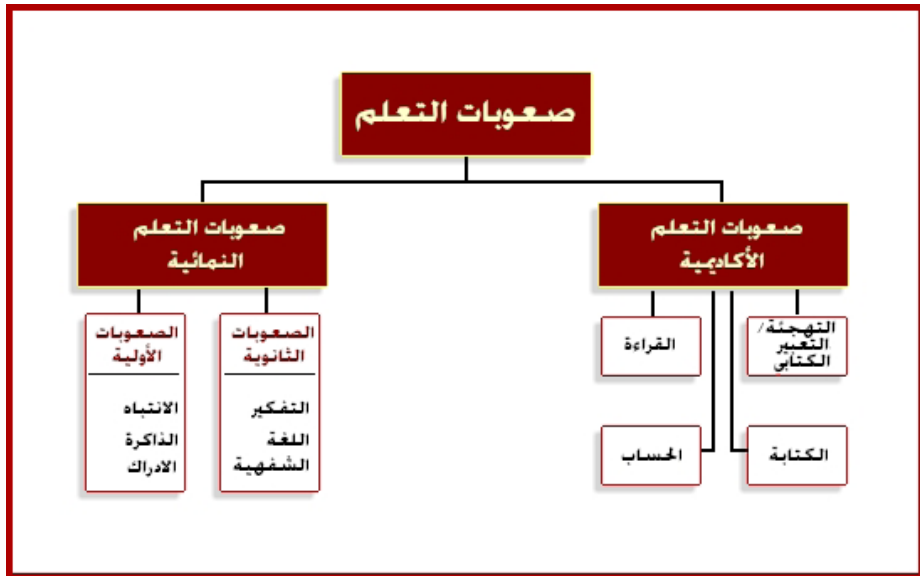 صعوبات التعلم
صعوبات التعلم
الأكاديمية
التهجئة/
التعبير
الكتابى
القراءة
الكتابة
الحساب
صعوبات التعلم
النمائية
الصعوبات
الثانوية
التفكير
اللغة
الشفهية
الصعوبات
الأولية
الانتباه
الذاكرة
الادراك